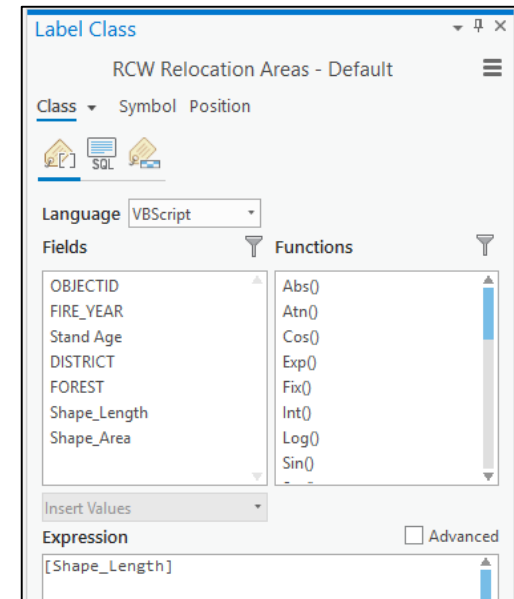 Label Class
RCW Relocation Areas - Default
Class Symbol Position
SQL
Language VBScript
Fields Functions
OBJECTID Abs()
FIRE_YEAR Atn()
Stand Age Cos()
DISTRICT Exp()
FOREST Fix()
Shape_Length Int()
Shape_Area Log()
Sin()
Insert Values
Expression Advanced
[Shape_Length]